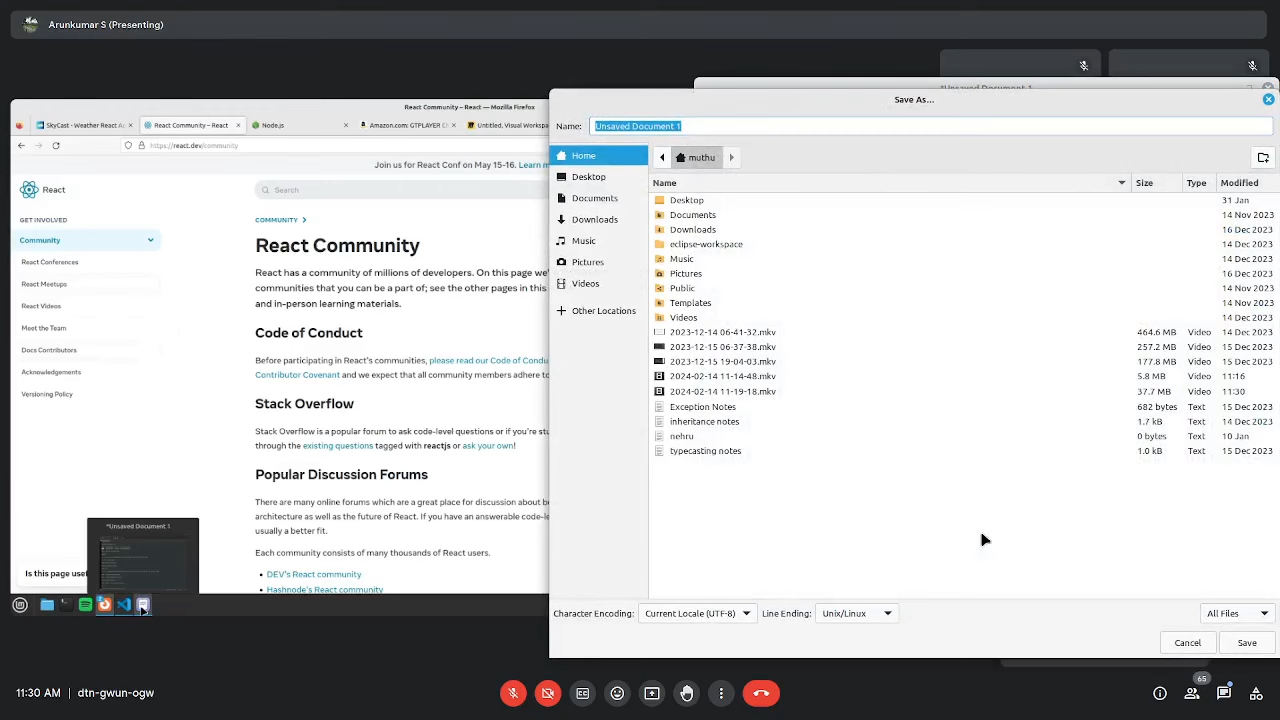 Arunkumar S (Presenting)
React Community – React — Mozilla Firefox
SkyCast - Weather React A
React Community – React
Node.js
Amazon.com: GTPLAYER Ch
Untitled, Visual Workspa
https://react.dev/community
Join us for React Conf on May 15-16. Learn m
React
Search
GET INVOLVED
Community
React Conferences
React Meetups
React Videos
Meet the Team
Docs Contributors
Acknowledgements
Versioning Policy
COMMUNITY
React Community
React has a community of millions of developers. On this page we'
communities that you can be a part of; see the other pages in this
and in-person learning materials.
Code of Conduct
Before participating in React's communities, please read our Code of Condu
Contributor Covenant and we expect that all community members adhere to
Stack Overflow
Stack Overflow is a popular forum to ask code-level questions or if you're stu
through the existing questions tagged with reactjs or ask your own!
Popular Discussion Forums
There are many online forums which are a great place for discussion about b
architecture as well as the future of React. If you have an answerable code-le
usually a better fit.
Each community consists of many thousands of React users.
DEV's React community
Hashnode's React community
Is this page usef
*Unsaved Document 1
*Unsaved Document 1
Save As...
Name: Unsaved Document 1
Home
Desktop
Documents
Downloads
Music
Pictures
Videos
Other Locations
muthu
Name Size Type Modified
Desktop 31 Jan
Documents 14 Nov 2023
Downloads 16 Dec 2023
eclipse-workspace 14 Dec 2023
Music 14 Dec 2023
Pictures 16 Dec 2023
Public 14 Nov 2023
Templates 14 Nov 2023
Videos 14 Dec 2023
2023-12-14 06-41-32.mkv 464.6 MB Video 14 Dec 2023
2023-12-15 06-37-38.mkv 257.2 MB Video 15 Dec 2023
2023-12-15 19-04-03.mkv 177.8 MB Video 15 Dec 2023
2024-02-14 11-14-48.mkv 5.8 MB Video 11:16
2024-02-14 11-19-18.mkv 37.7 MB Video 11:30
Exception Notes 682 bytes Text 15 Dec 2023
inheritance notes 1.7 kB Text 14 Dec 2023
nehru 0 bytes Text 10 Jan
typecasting notes 1.0 kB Text 15 Dec 2023
Character Encoding: Current Locale (UTF-8) Line Ending: Unix/Linux All Files
Cancel Save
11:30 AM | dtn-gwun-ogw
65